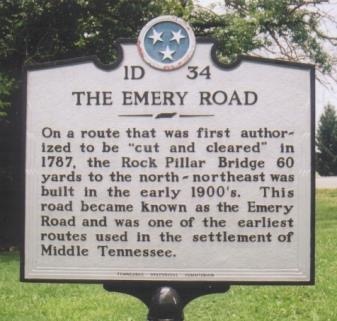 1D 34
THE EMERY ROAD
On a route that was first author-
ized to be "cut and cleared" in
1787, the Rock Pillar Bridge 60
yards to the north-northeast was
built in the early 1900's. This
road became known as the Emery
Road and was one of the earliest
routes used in the settlement of
Middle Tennessee.
TENNESSEE HISTORICAL COMMISSION